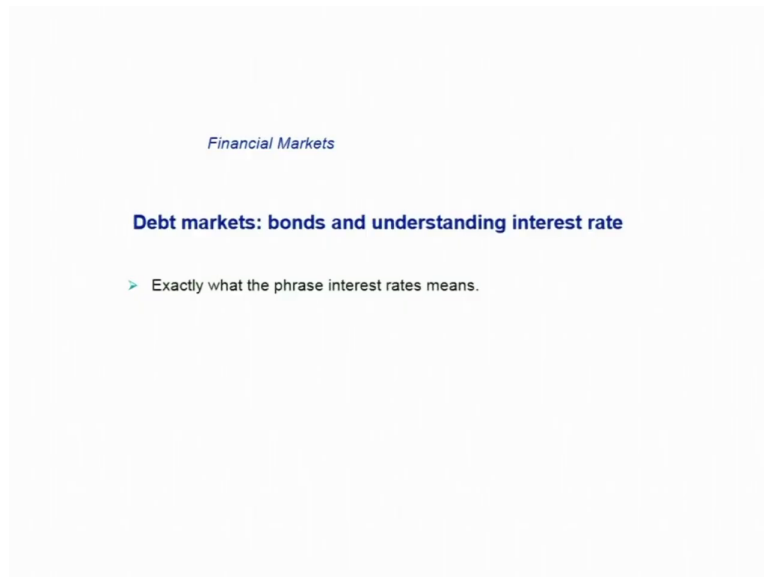 Financial Markets
Debt markets: bonds and understanding interest rate
➢ Exactly what the phrase interest rates means.